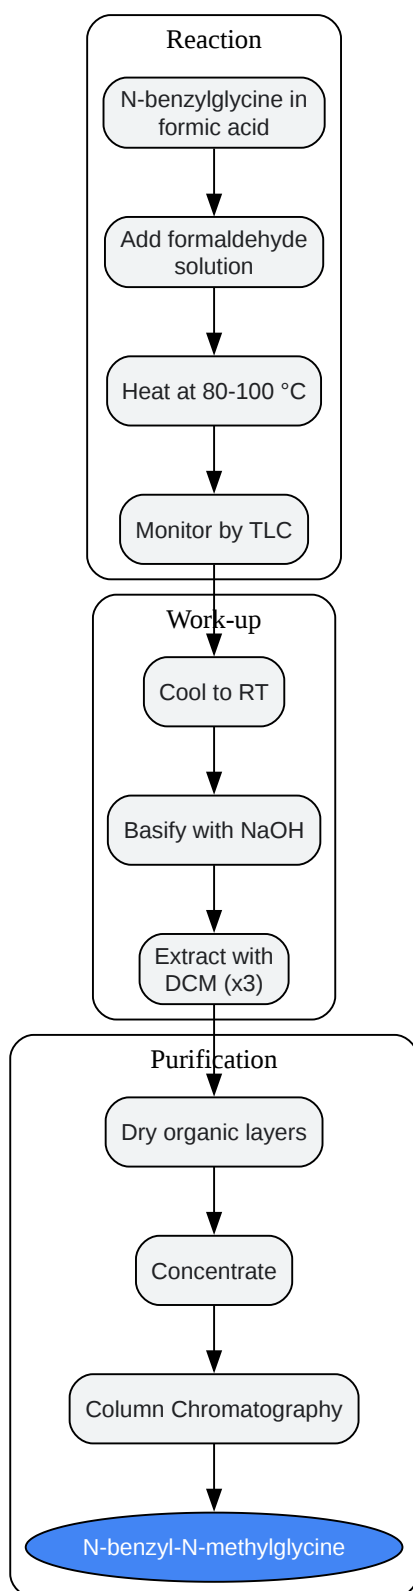 Reaction
N-benzylglycine in
formic acid
Add formaldehyde
solution
Heat at 80-100 °C
Monitor by TLC
Work-up
Cool to RT
Basify with NaOH
Extract with
DCM (x3)
Purification
Dry organic layers
Concentrate
Column Chromatography
N-benzyl-N-methylglycine